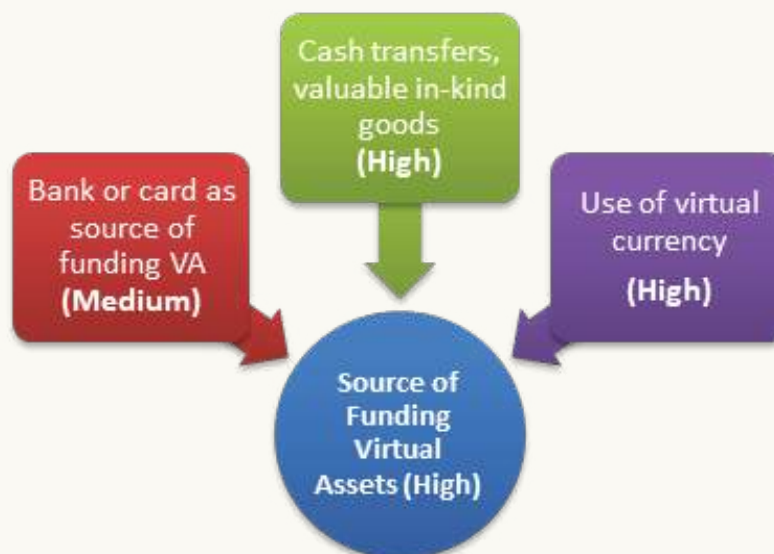 Cash transfers,
valuable in-kind
goods
(High)
Bank or card as
source of
funding VA
(Medium)
Use of virtual
currency
(High)
Source of
Funding
Virtual
Assets (High)